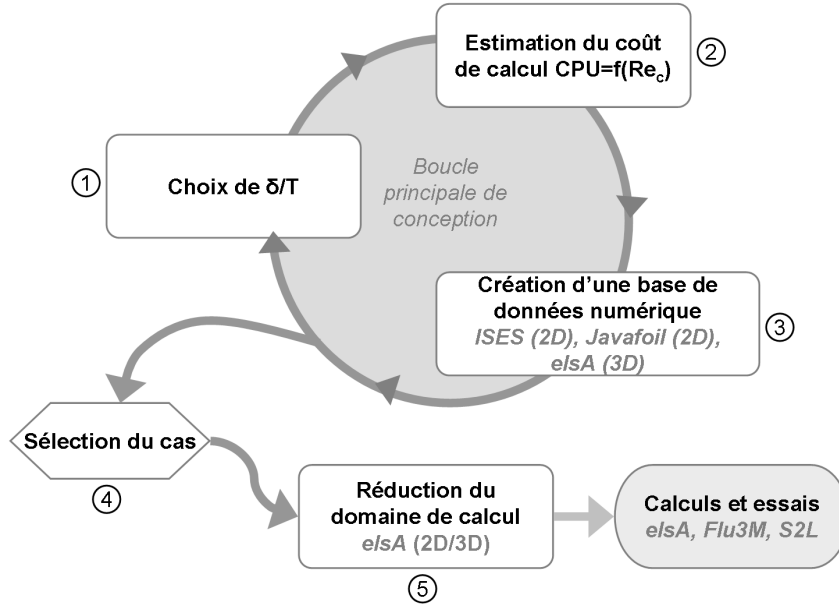 Estimation du coût
de calcul CPU=f(Rec)
②
①
Choix de δ/T
Boucle
principale de
conception
Création d'une base de
données numérique
ISES (2D), Javafoil (2D),
elsA (3D)
③
Sélection du cas
④
Réduction du
domaine de calcul
elsA (2D/3D)
⑤
Calculs et essais
elsA, Flu3M, S2L